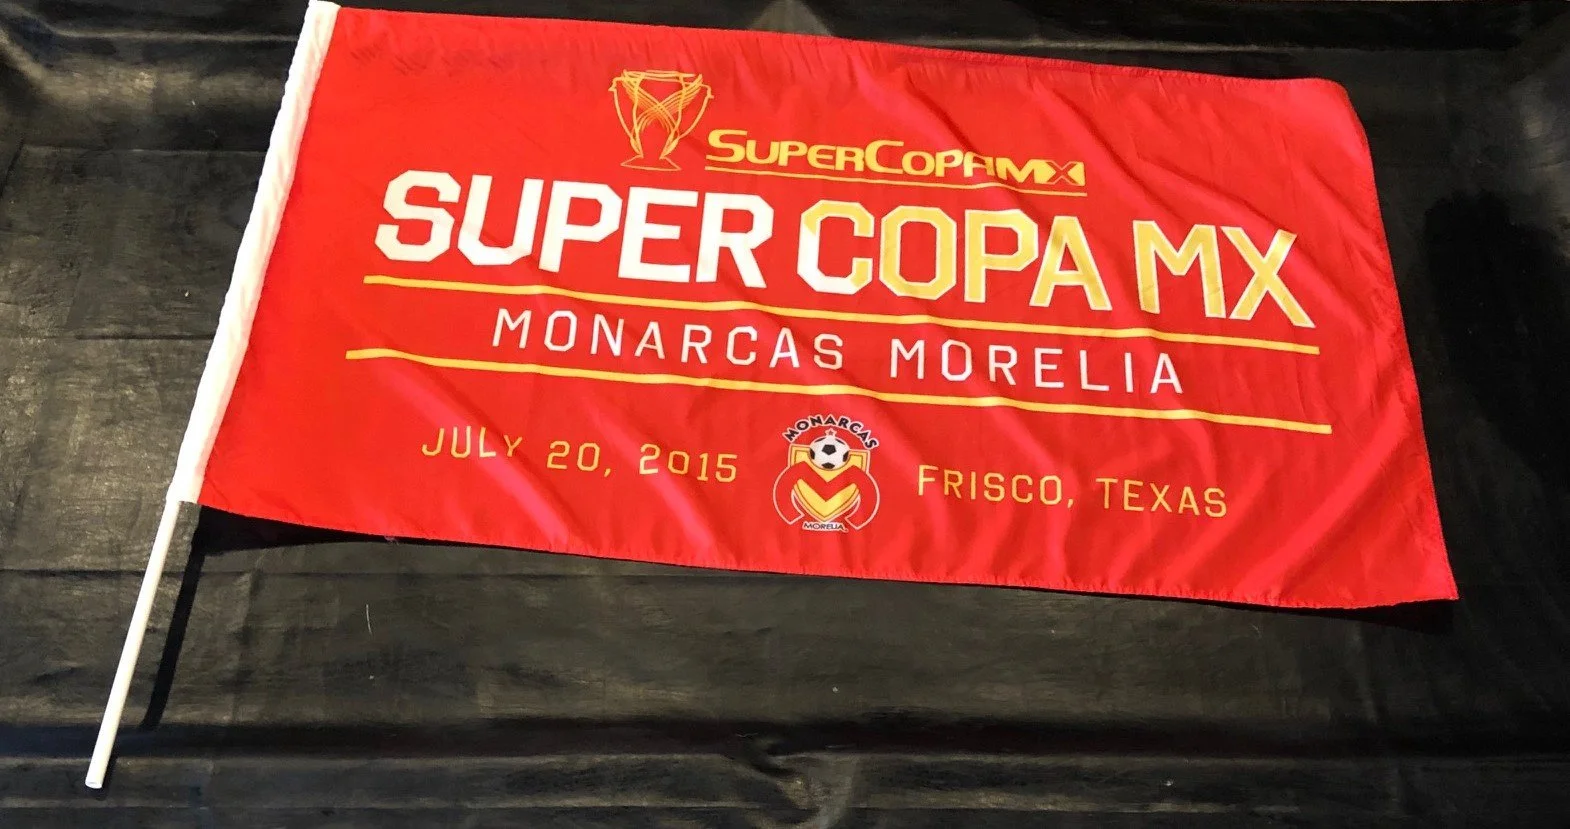 SUPERCOPAMX
SUPER COPA MX
MONARCAS MORELIA
JULY 20, 2015
MONARCAS
MORELIA
FRISCO, TEXAS